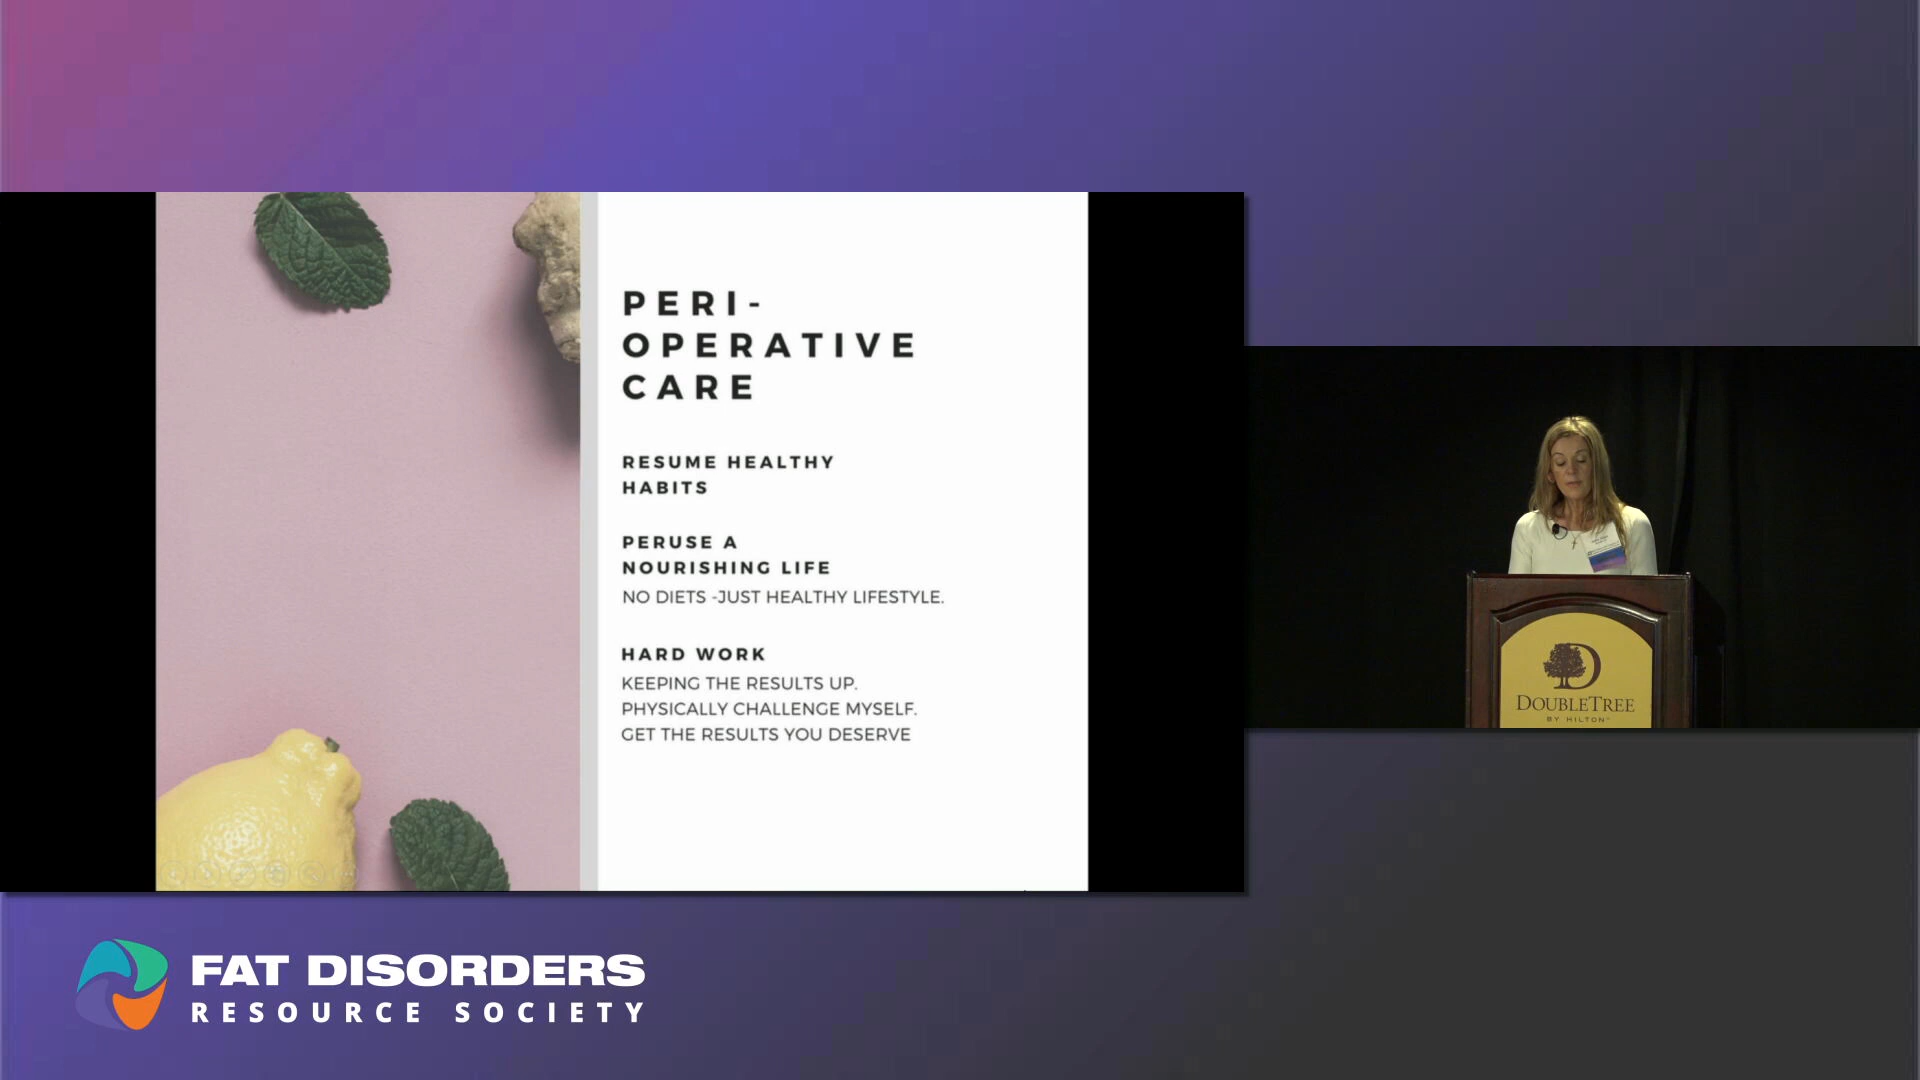 PERI-
OPERATIVE
CARE
RESUME HEALTHY
HABITS
PERUSE A
NOURISHING LIFE
NO DIETS -JUST HEALTHY LIFESTYLE.
HARD WORK
KEEPING THE RESULTS UP.
PHYSICALLY CHALLENGE MYSELF.
GET THE RESULTS YOU DESERVE
D
DOUBLETREE
BY HILTON™
FAT DISORDERS
RESOURCE SOCIETY